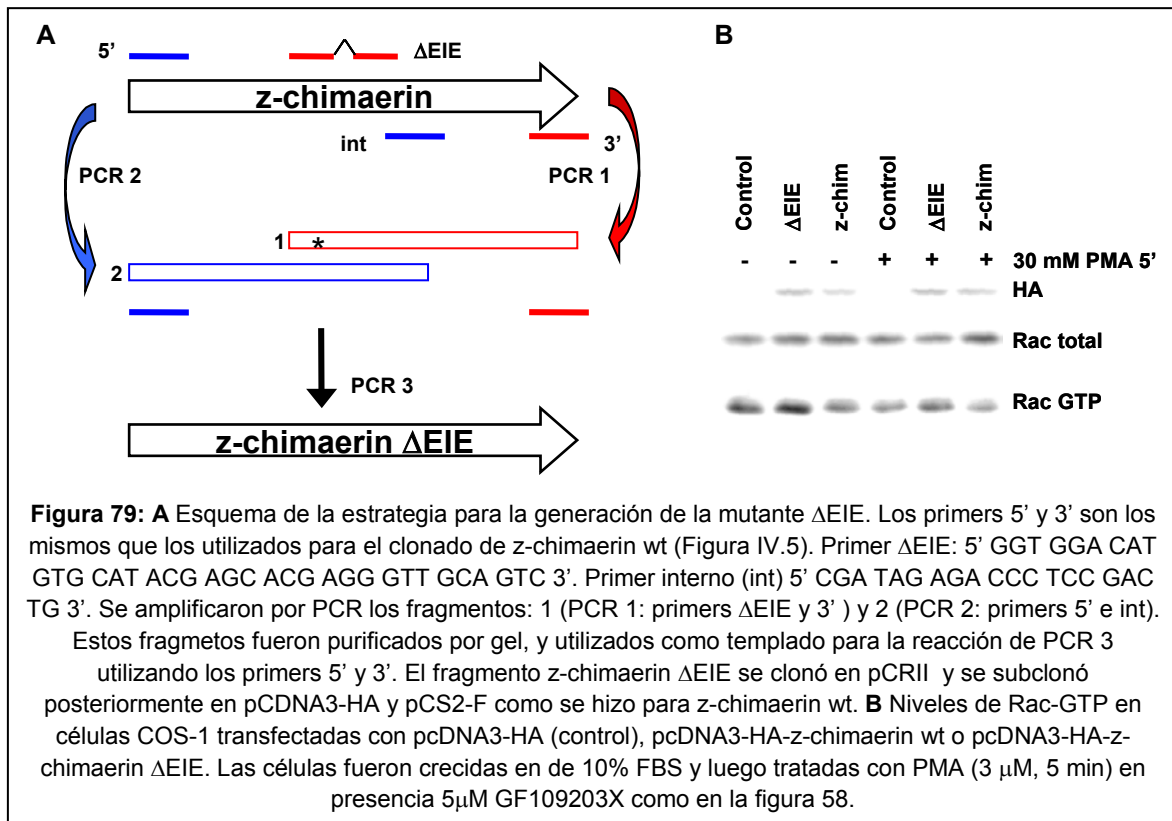 A
5’
ΔEIE
z-chimaerin
int
3’
PCR 2
PCR 1
1
*
2
PCR 3
z-chimaerin ΔEIE
B
Control
ΔEIE
z-chim
Control
ΔEIE
z-chim
- - - + + + 30 mM PMA 5’
HA
Rac total
Rac GTP
Figura 79: A Esquema de la estrategia para la generación de la mutante ΔEIE. Los primers 5’ y 3’ son los
mismos que los utilizados para el clonado de z-chimaerin wt (Figura IV.5). Primer ΔEIE: 5’ GGT GGA CAT
GTG CAT ACG AGC ACG AGG GTT GCA GTC 3’. Primer interno (int) 5’ CGA TAG AGA CCC TCC GAC
TG 3’. Se amplificaron por PCR los fragmentos: 1 (PCR 1: primers ΔEIE y 3’ ) y 2 (PCR 2: primers 5’ e int).
Estos fragmetos fueron purificados por gel, y utilizados como templado para la reacción de PCR 3
utilizando los primers 5’ y 3’. El fragmento z-chimaerin ΔEIE se clonó en pCRII y se subclonó
posteriormente en pCDNA3-HA y pCS2-F como se hizo para z-chimaerin wt. B Niveles de Rac-GTP en
células COS-1 transfectadas con pcDNA3-HA (control), pcDNA3-HA-z-chimaerin wt o pcDNA3-HA-z-
chimaerin ΔEIE. Las células fueron crecidas en de 10% FBS y luego tratadas con PMA (3 μM, 5 min) en
presencia 5μM GF109203X como en la figura 58.